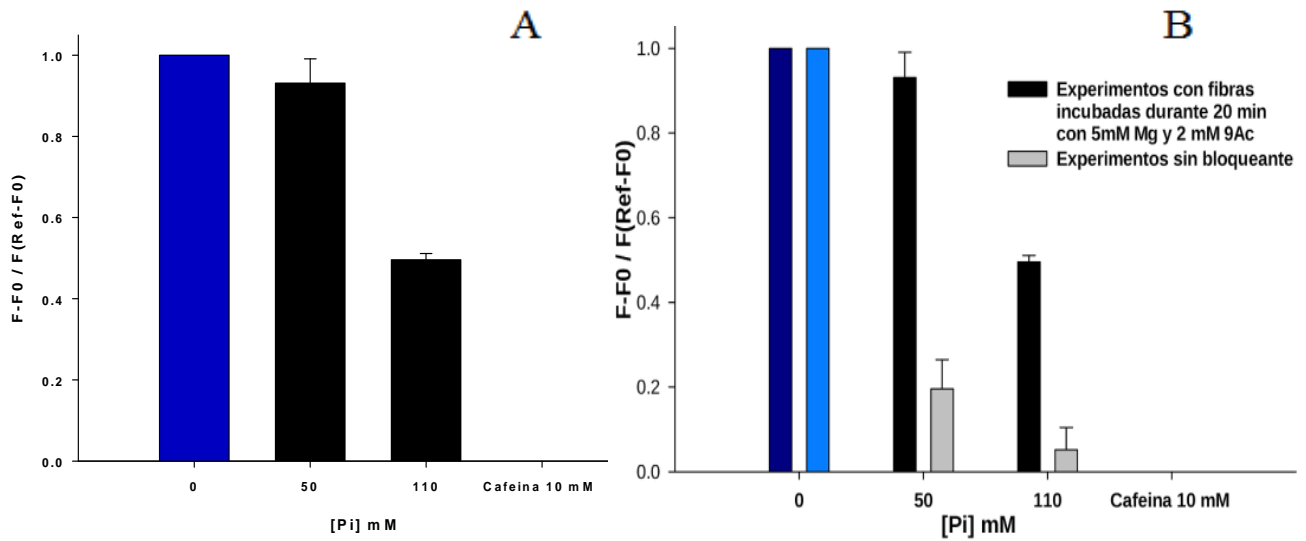 A
F-F0 / F(Ref-F0)
1.0
0.8
0.6
0.4
0.2
0.0
0 50 110 Cafeina 10 mM
[Pi] mM
B
F-F0 / F(Ref-F0)
1.0
0.8
0.6
0.4
0.2
0.0
Experimentos con fibras
incubadas durante 20 min
con 5mM Mg y 2 mM 9Ac
Experimentos sin bloqueante
0 50 110 Cafeina 10 mM
[Pi] mM